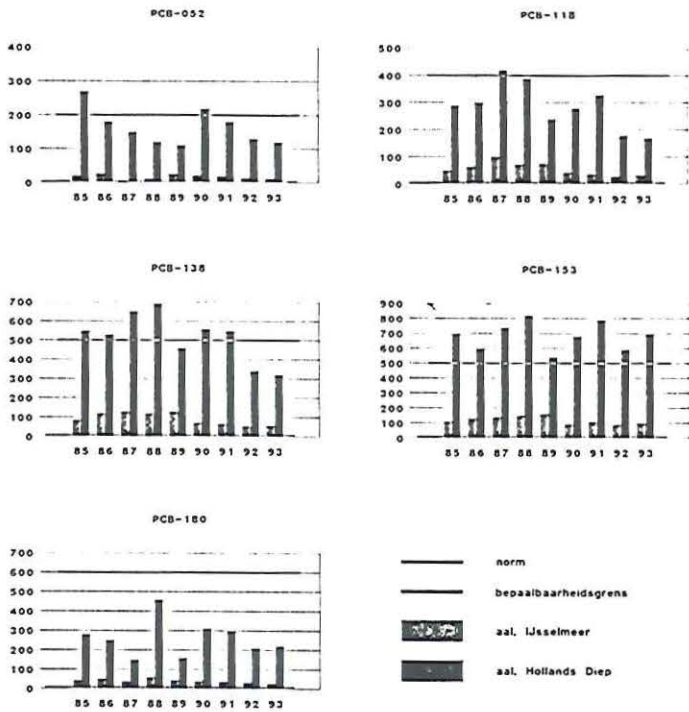 PCB-052
400
300
200
100
0
85 86 87 88 89 90 91 92 93
PCB-118
500
400
300
200
100
0
85 86 87 88 89 90 91 92 93
PCB-138
700
600
500
400
300
200
100
0
85 86 87 88 89 90 91 92 93
PCB-153
900
800
700
600
500
400
300
200
100
0
85 86 87 88 89 90 91 92 93
PCB-180
700
600
500
400
300
200
100
0
85 86 87 88 89 90 91 92 93
norm
bepaalbaarheidsgrens
aal, IJsselmeer
aal, Hollands Diep